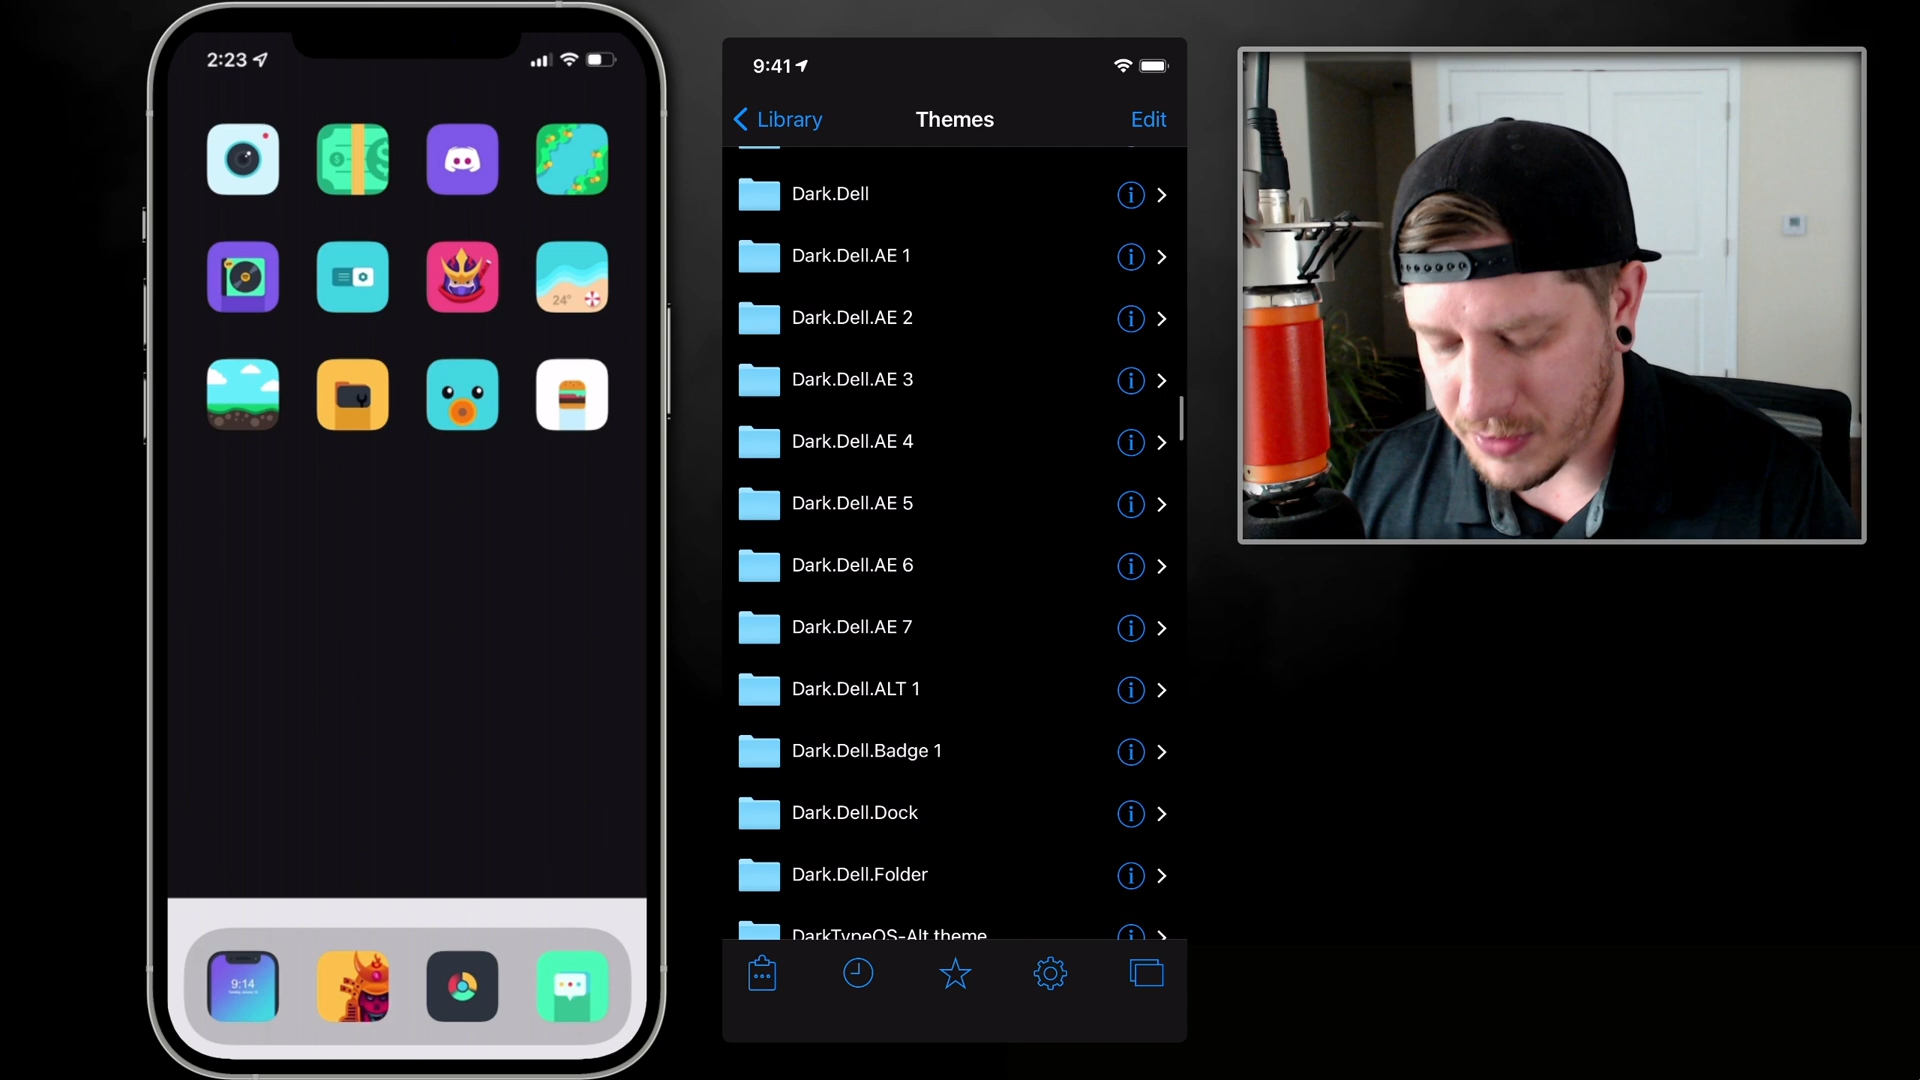 2:23
24°
9:14
9:41
Library
Themes
Edit
Dark.Dell
Dark.Dell.AE 1
Dark.Dell.AE 2
Dark.Dell.AE 3
Dark.Dell.AE 4
Dark.Dell.AE 5
Dark.Dell.AE 6
Dark.Dell.AE 7
Dark.Dell.ALT 1
Dark.Dell.Badge 1
Dark.Dell.Dock
Dark.Dell.Folder
DarkTypeOS-Alt.theme